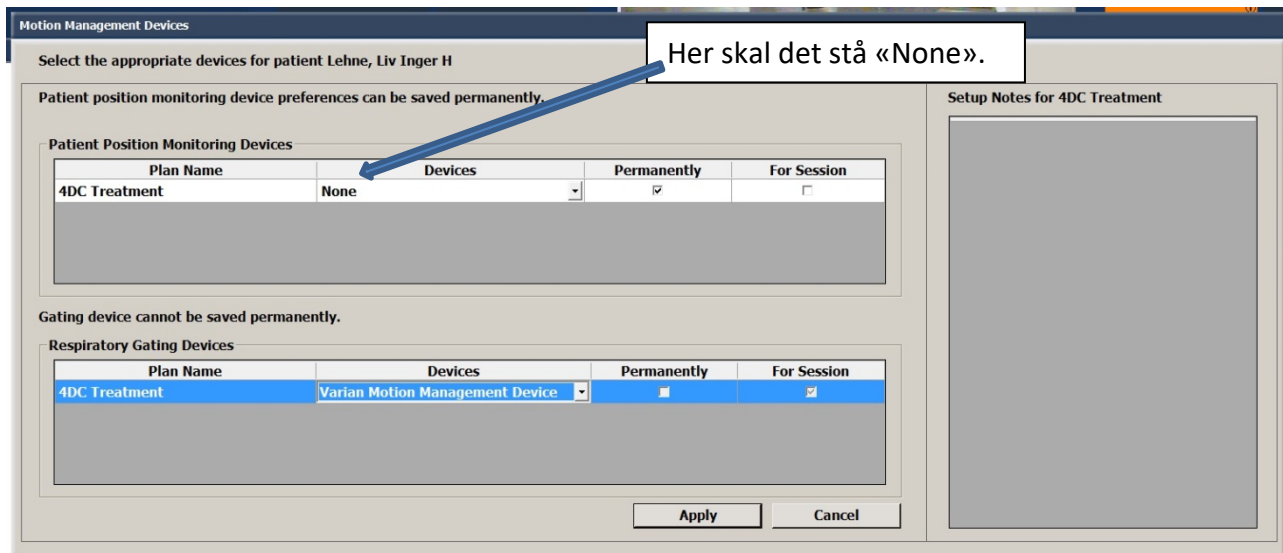 Motion Management Devices
Her skal det stå «None».
Select the appropriate devices for patient Lehne, Liv Inger H
Patient position monitoring device preferences can be saved permanently.
Setup Notes for 4DC Treatment
Patient Position Monitoring Devices
Plan Name Devices Permanently For Session
4DC Treatment None
Gating device cannot be saved permanently.
Respiratory Gating Devices
Plan Name Devices Permanently For Session
4DC Treatment Varian Motion Management Device
Apply Cancel